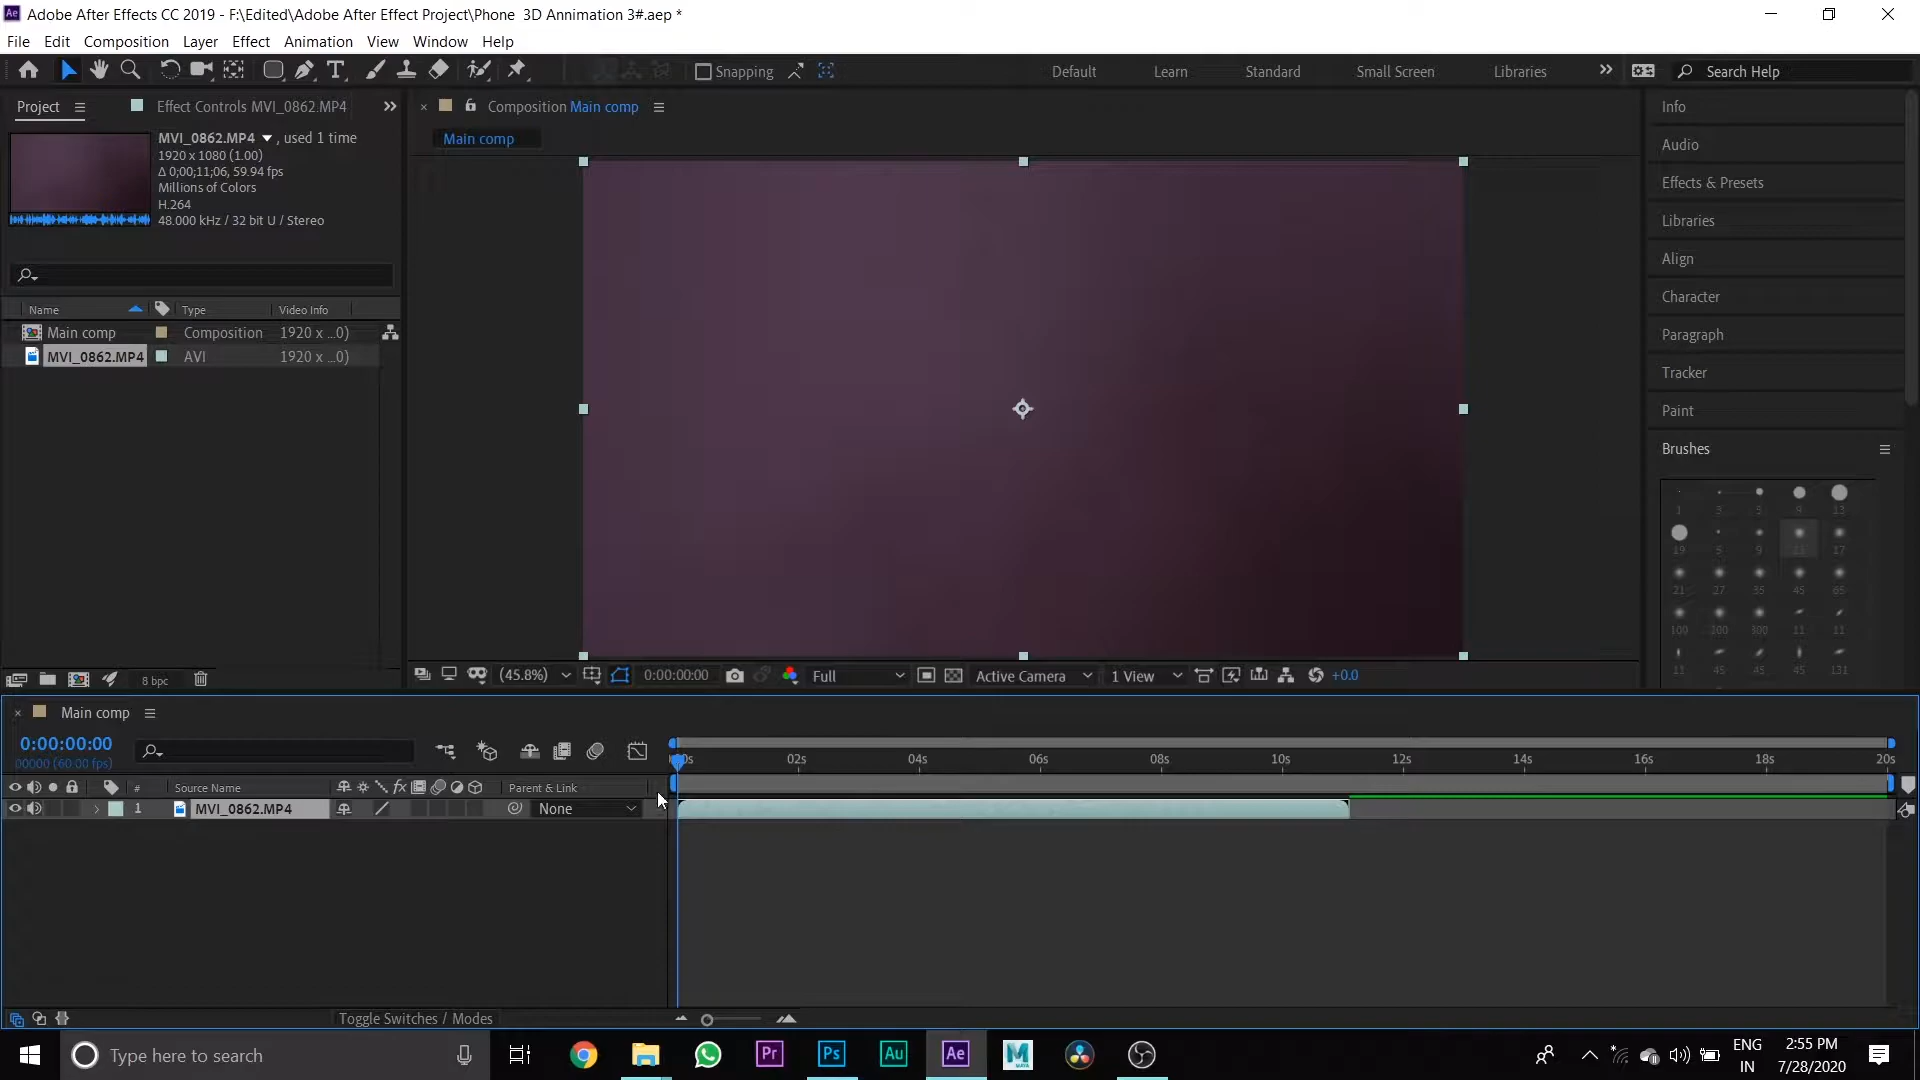 Adobe After Effects CC 2019 - F:\Edited\Adobe After Effect Project\Phone  3D Annimation 3#.aep *
File Edit Composition Layer Effect Animation View Window Help
Snapping
Default Learn Standard Small Screen Libraries
Search Help
Project Effect Controls MVI_0862.MP4
Composition Main comp
Main comp
MVI_0862.MP4 , used 1 time
1920 x 1080 (1.00)
Δ 0;00;11;06, 59.94 fps
Millions of Colors
H.264
48.000 kHz / 32 bit U / Stereo
Name Type Video Info
Main comp Composition 1920 x ...0)
MVI_0862.MP4 AVI 1920 x ...0)
8 bpc
(45.8%) 0:00:00:00 Full Active Camera 1 View +0.0
Info
Audio
Effects & Presets
Libraries
Align
Character
Paragraph
Tracker
Paint
Brushes
1 3 5 9 13
19 5 9 17
21 27 35 45 65
100 200 300 11 11
11 45 45 45 131
Main comp
0:00:00:00
00000 (60.00 fps)
02s 04s 06s 08s 10s 12s 14s 16s 18s 20s
# Source Name Parent & Link
1 MVI_0862.MP4 None
Toggle Switches / Modes
Type here to search
Pr Ps Au Ae M
ENG
IN
2:55 PM
7/28/2020